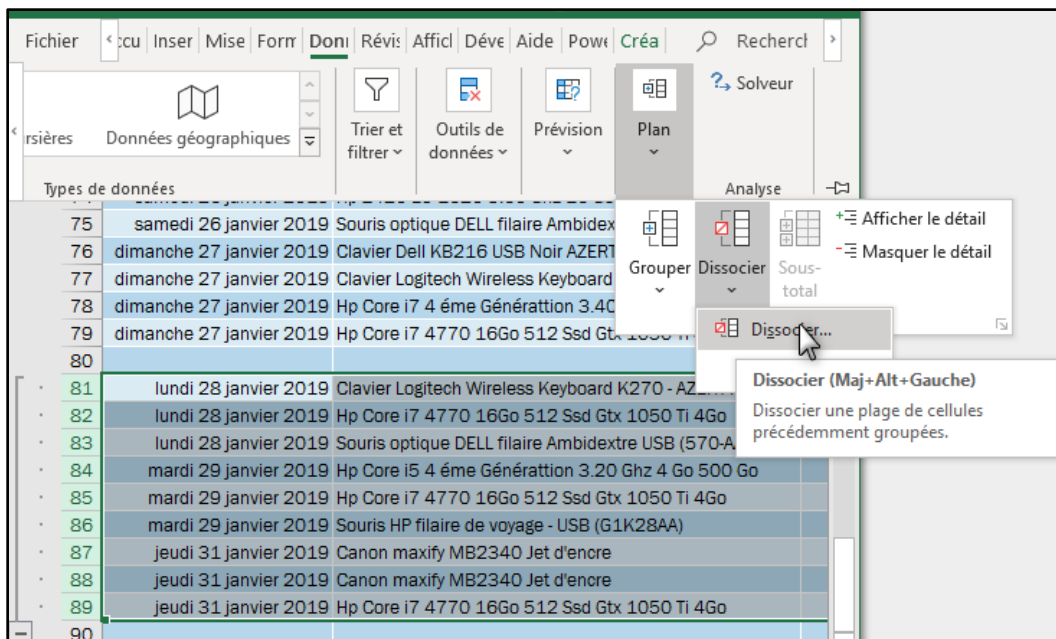 Fichier ccu Inser Mise Form Donr Révis Affich Déve Aide Powe Créa Recherch
Solveur
rsières Données géographiques
Trier et filtrer
Outils de données
Prévision
Plan
Types de données
Analyse
75 samedi 26 janvier 2019 Souris optique DELL filaire Ambidex
76 dimanche 27 janvier 2019 Clavier Dell KB216 USB Noir AZERT
77 dimanche 27 janvier 2019 Clavier Logitech Wireless Keyboard
78 dimanche 27 janvier 2019 Hp Core i7 4 éme Générattion 3.40
79 dimanche 27 janvier 2019 Hp Core i7 4770 16Go 512 Ssd Gtx 1050 Ti 4Go
80
81 lundi 28 janvier 2019 Clavier Logitech Wireless Keyboard K270 - AZERT
82 lundi 28 janvier 2019 Hp Core i7 4770 16Go 512 Ssd Gtx 1050 Ti 4Go
83 lundi 28 janvier 2019 Souris optique DELL filaire Ambidextre USB (570-A
84 mardi 29 janvier 2019 Hp Core i5 4 éme Générattion 3.20 Ghz 4 Go 500 Go
85 mardi 29 janvier 2019 Hp Core i7 4770 16Go 512 Ssd Gtx 1050 Ti 4Go
86 mardi 29 janvier 2019 Souris HP filaire de voyage - USB (G1K28AA)
87 jeudi 31 janvier 2019 Canon maxify MB2340 Jet d'encre
88 jeudi 31 janvier 2019 Canon maxify MB2340 Jet d'encre
89 jeudi 31 janvier 2019 Hp Core i7 4770 16Go 512 Ssd Gtx 1050 Ti 4Go
90
Grouper
Dissocier
Sous-
total
Afficher le détail
Masquer le détail
Dissocier...
Dissocier (Maj+Alt+Gauche)
Dissocier une plage de cellules
précédemment groupées.